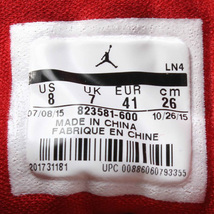 LN4
US UK EUR cm
8 7 41 26
07/08/15 823581-600 10/26/15
MADE IN CHINA
FABRIQUE EN CHINE
201731181 UPC 00886060793355